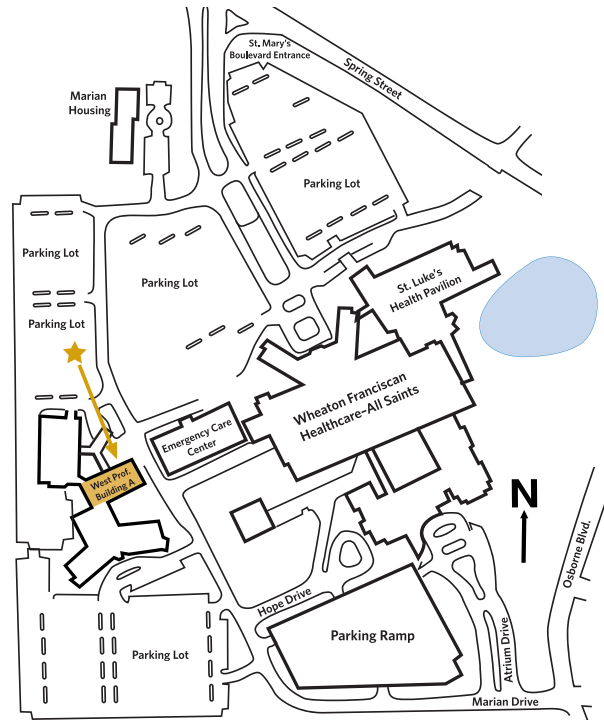 St. Mary's
Boulevard Entrance
Spring Street
Marian
Housing
Parking Lot
Parking Lot
Parking Lot
St. Luke's
Health Pavilion
Parking Lot
Wheaton Franciscan
Healthcare–All Saints
Emergency Care
Center
West Prof.
Building A
N
Osborne Blvd.
Hope Drive
Parking Ramp
Atrium Drive
Parking Lot
Marian Drive